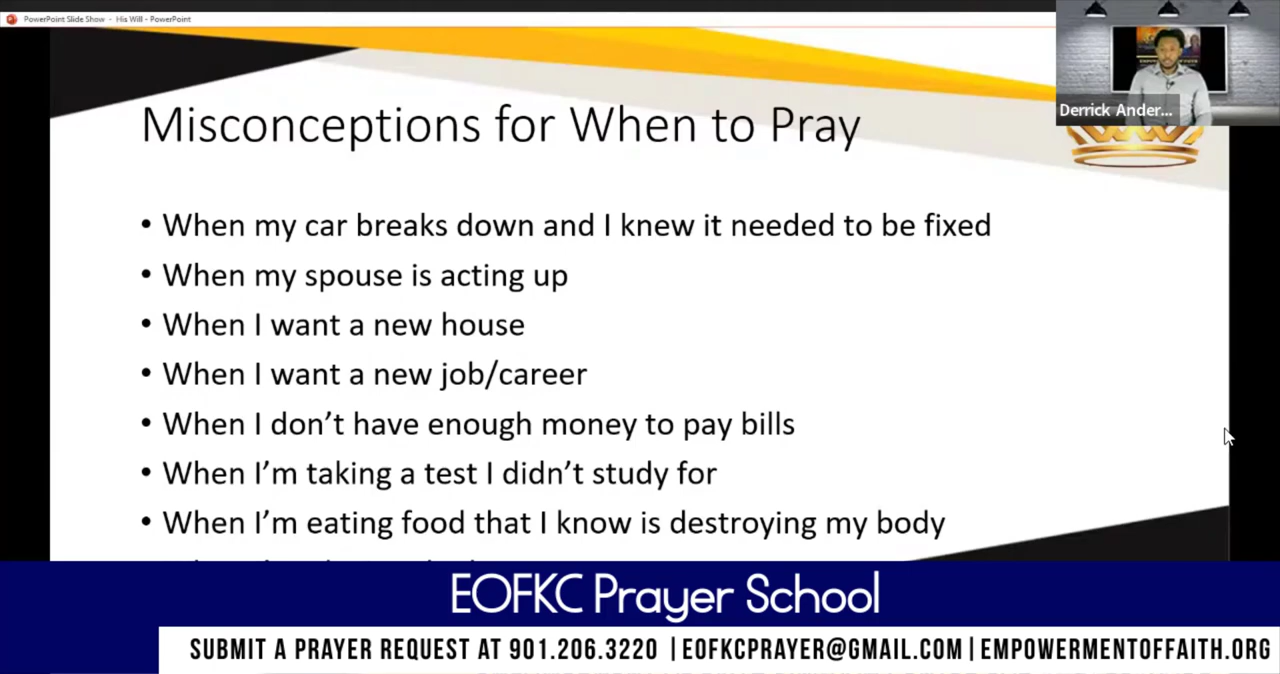 PowerPoint Slide Show - His Will - PowerPoint
Derrick Ander...
Misconceptions for When to Pray
• When my car breaks down and I knew it needed to be fixed
• When my spouse is acting up
• When I want a new house
• When I want a new job/career
• When I don't have enough money to pay bills
• When I'm taking a test I didn't study for
• When I'm eating food that I know is destroying my body
EOFKC Prayer School
SUBMIT A PRAYER REQUEST AT 901.206.3220 | EOFKCPRAYER@GMAIL.COM | EMPOWERMENTOFFAITH.ORG